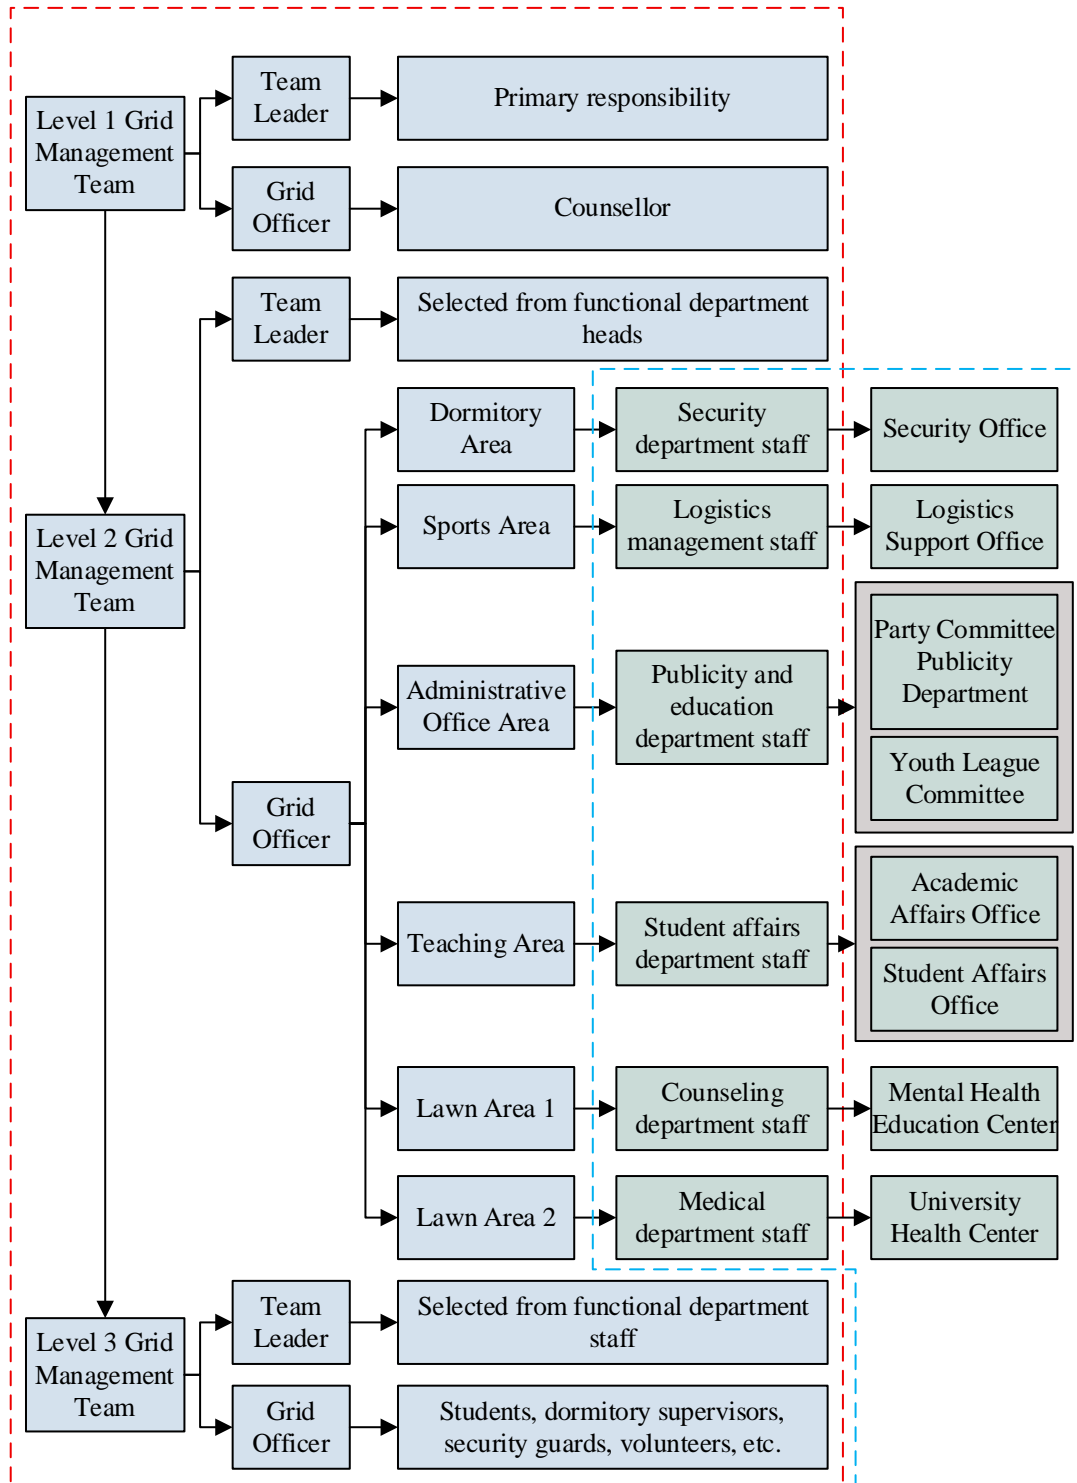 Level 1 Grid
Management
Team
Team
Leader
Primary responsibility
Grid
Officer
Counsellor
Level 2 Grid
Management
Team
Team
Leader
Selected from functional department
heads
Grid
Officer
Dormitory
Area
Security
department staff
Security Office
Sports Area
Logistics
management staff
Logistics
Support Office
Administrative
Office Area
Publicity and
education
department staff
Party Committee
Publicity
Department
Youth League
Committee
Teaching Area
Student affairs
department staff
Academic
Affairs Office
Student Affairs
Office
Lawn Area 1
Counseling
department staff
Mental Health
Education Center
Lawn Area 2
Medical
department staff
University
Health Center
Level 3 Grid
Management
Team
Team
Leader
Selected from functional department
staff
Grid
Officer
Students, dormitory supervisors,
security guards, volunteers, etc.